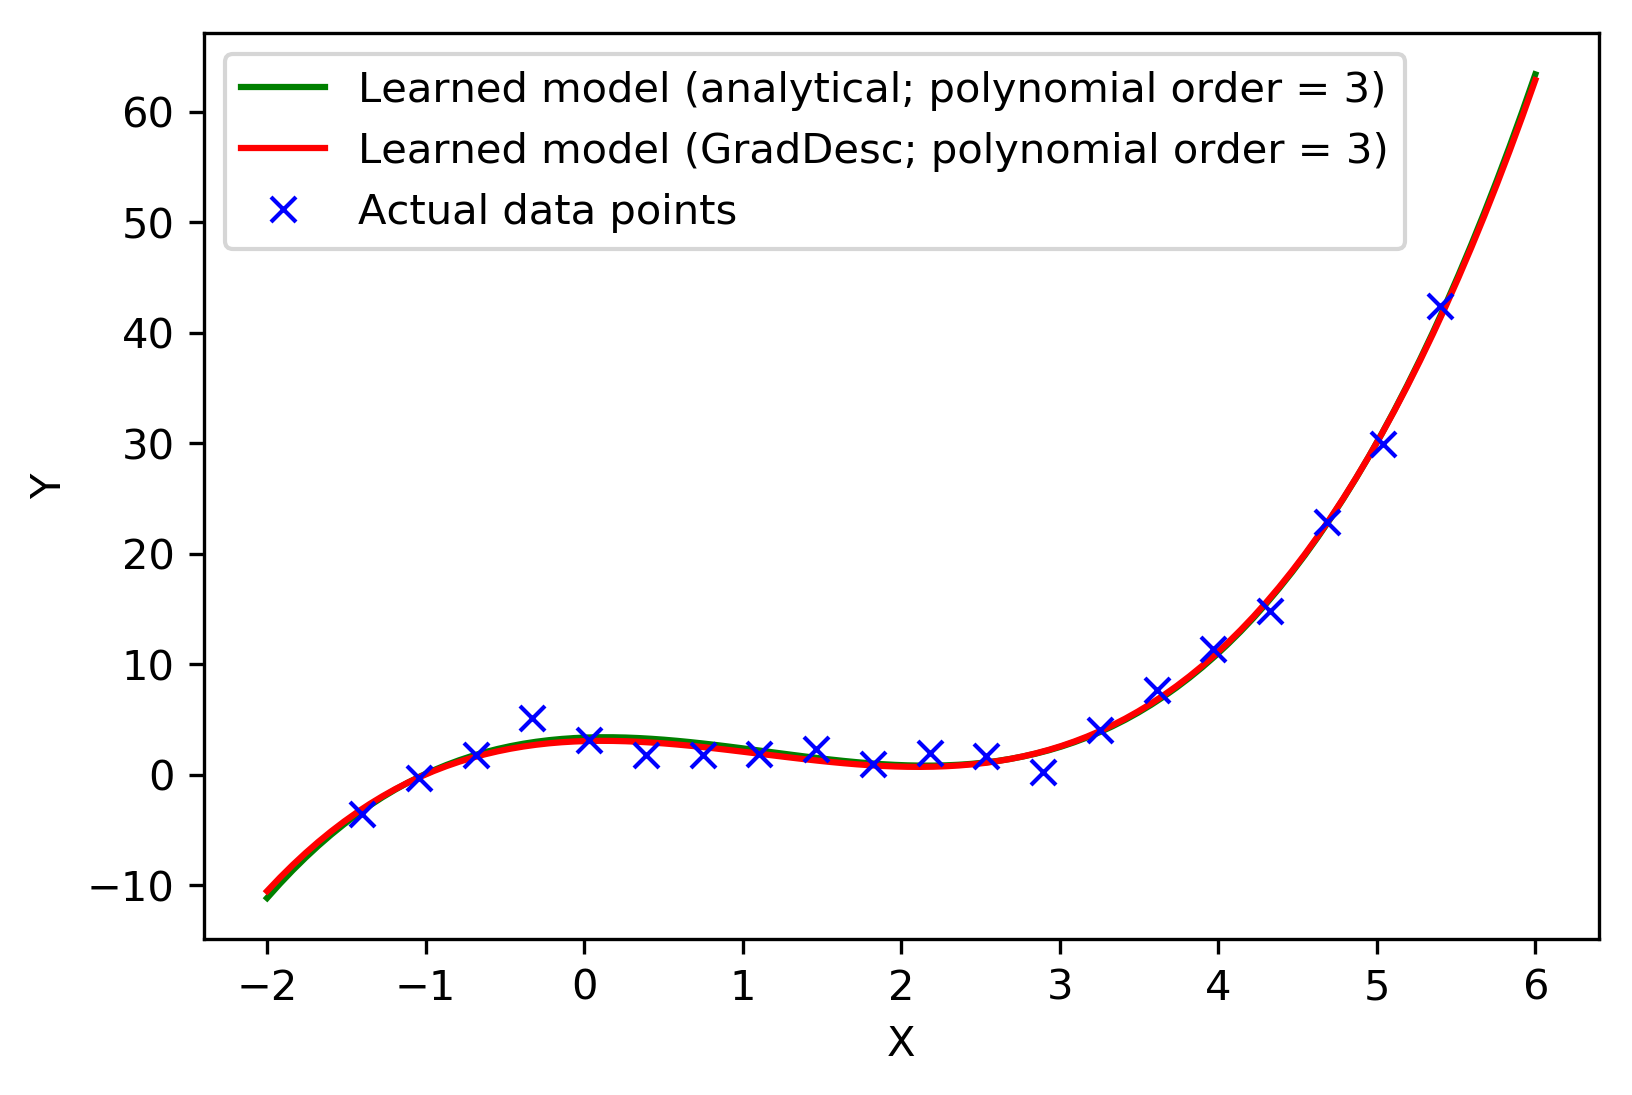 Learned model (analytical; polynomial order = 3)
Learned model (GradDesc; polynomial order = 3)
Actual data points
60
50
40
30
20
10
0
−10
Y
−2 −1 0 1 2 3 4 5 6
X